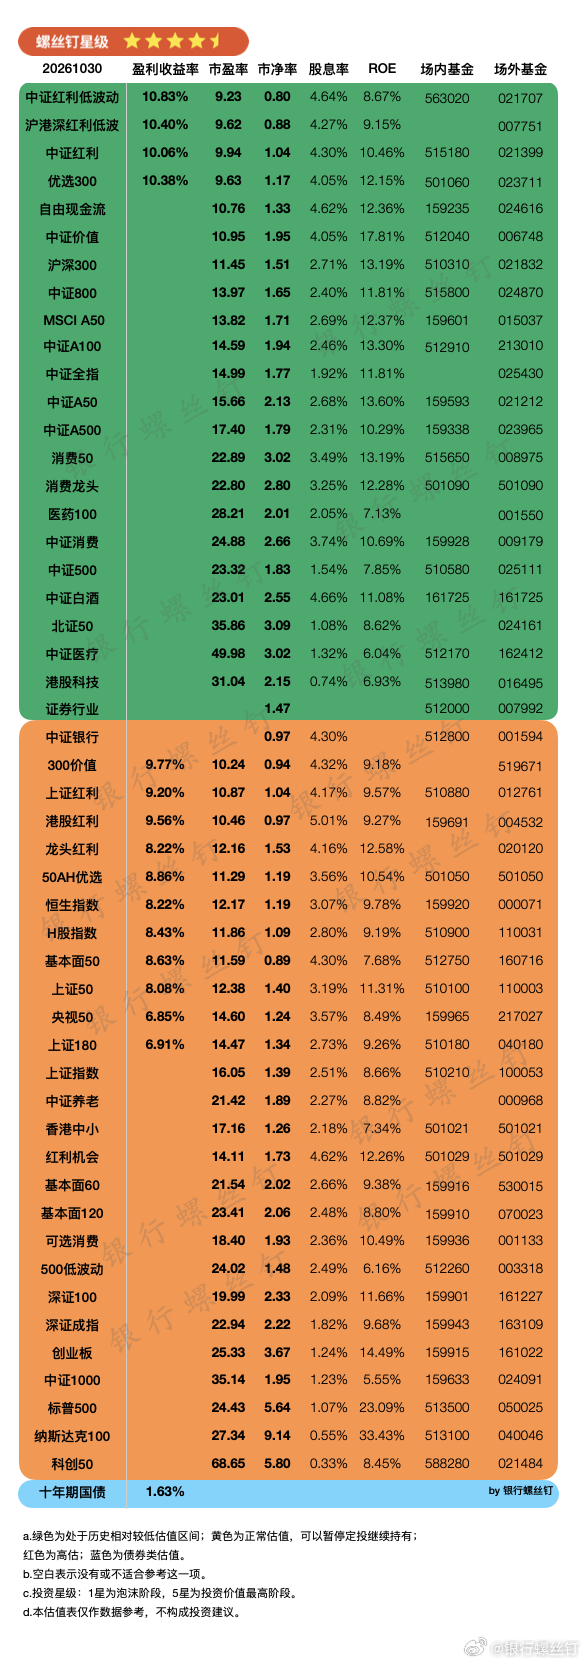 螺丝钉星级
20261030 盈利收益率 市盈率 市净率 股息率 ROE 场内基金 场外基金
中证红利低波动 10.83% 9.23 0.80 4.64% 8.67% 563020 021707
沪港深红利低波 10.40% 9.62 0.88 4.27% 9.15% 007751
中证红利 10.06% 9.94 1.04 4.30% 10.46% 515180 021399
优选300 10.38% 9.63 1.17 4.05% 12.15% 501060 023711
自由现金流 10.76 1.33 4.62% 12.36% 159235 024616
中证价值 10.95 1.95 4.05% 17.81% 512040 006748
沪深300 11.45 1.51 2.71% 13.19% 510310 021832
中证800 13.97 1.65 2.40% 11.81% 515800 024870
MSCI A50 13.82 1.71 2.69% 12.37% 159601 015037
中证A100 14.59 1.94 2.46% 13.30% 512910 213010
中证全指 14.99 1.77 1.92% 11.81% 025430
中证A50 15.66 2.13 2.68% 13.60% 159593 021212
中证A500 17.40 1.79 2.31% 10.29% 159338 023965
消费50 22.89 3.02 3.49% 13.19% 515650 008975
消费龙头 22.80 2.80 3.25% 12.28% 501090 501090
医药100 28.21 2.01 2.05% 7.13% 001550
中证消费 24.88 2.66 3.74% 10.69% 159928 009179
中证500 23.32 1.83 1.54% 7.85% 510580 025111
中证白酒 23.01 2.55 4.66% 11.08% 161725 161725
北证50 35.86 3.09 1.08% 8.62% 024161
中证医疗 49.98 3.02 1.32% 6.04% 512170 162412
港股科技 31.04 2.15 0.74% 6.93% 513980 016495
证券行业 1.47 512000 007992
中证银行 0.97 4.30% 512800 001594
300价值 9.77% 10.24 0.94 4.32% 9.18% 519671
上证红利 9.20% 10.87 1.04 4.17% 9.57% 510880 012761
港股红利 9.56% 10.46 0.97 5.01% 9.27% 159691 004532
龙头红利 8.22% 12.16 1.53 4.16% 12.58% 020120
50AH优选 8.86% 11.29 1.19 3.56% 10.54% 501050 501050
恒生指数 8.22% 12.17 1.19 3.07% 9.78% 159920 000071
H股指数 8.43% 11.86 1.09 2.80% 9.19% 510900 110031
基本面50 8.63% 11.59 0.89 4.30% 7.68% 512750 160716
上证50 8.08% 12.38 1.40 3.19% 11.31% 510100 110003
央视50 6.85% 14.60 1.24 3.57% 8.49% 159965 217027
上证180 6.91% 14.47 1.34 2.73% 9.26% 510180 040180
上证指数 16.05 1.39 2.51% 8.66% 510210 100053
中证养老 21.42 1.89 2.27% 8.82% 000968
香港中小 17.16 1.26 2.18% 7.34% 501021 501021
红利机会 14.11 1.73 4.62% 12.26% 501029 501029
基本面60 21.54 2.02 2.66% 9.38% 159916 530015
基本面120 23.41 2.06 2.48% 8.80% 159910 070023
可选消费 18.40 1.93 2.36% 10.49% 159936 001133
500低波动 24.02 1.48 2.49% 6.16% 512260 003318
深证100 19.99 2.33 2.09% 11.66% 159901 161227
深证成指 22.94 2.22 1.82% 9.68% 159943 163109
创业板 25.33 3.67 1.24% 14.49% 159915 161022
中证1000 35.14 1.95 1.23% 5.55% 159633 024091
标普500 24.43 5.64 1.07% 23.09% 513500 050025
纳斯达克100 27.34 9.14 0.55% 33.43% 513100 040046
科创50 68.65 5.80 0.33% 8.45% 588280 021484
十年期国债 1.63% by 银行螺丝钉
a.绿色为处于历史相对较低估值区间；黄色为正常估值，可以暂停定投继续持有；
红色为高估；蓝色为债券类估值。
b.空白表示没有或不适合参考这一项。
c.投资星级：1星为泡沫阶段，5星为投资价值最高阶段。
d.本估值表仅作数据参考，不构成投资建议。
@银行螺丝钉